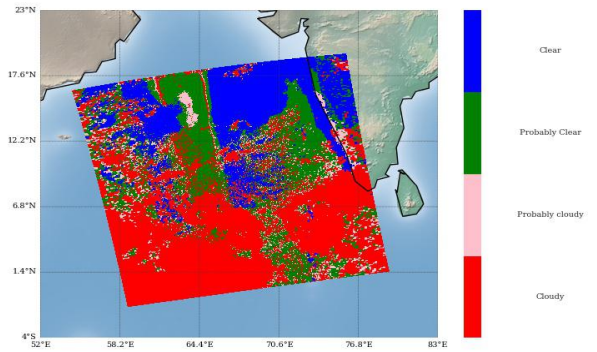 23°N
17.6°N
12.2°N
6.8°N
1.4°N
4°S
52°E 58.2°E 64.4°E 70.6°E 76.8°E 83°E
Clear
Probably Clear
Probably cloudy
Cloudy